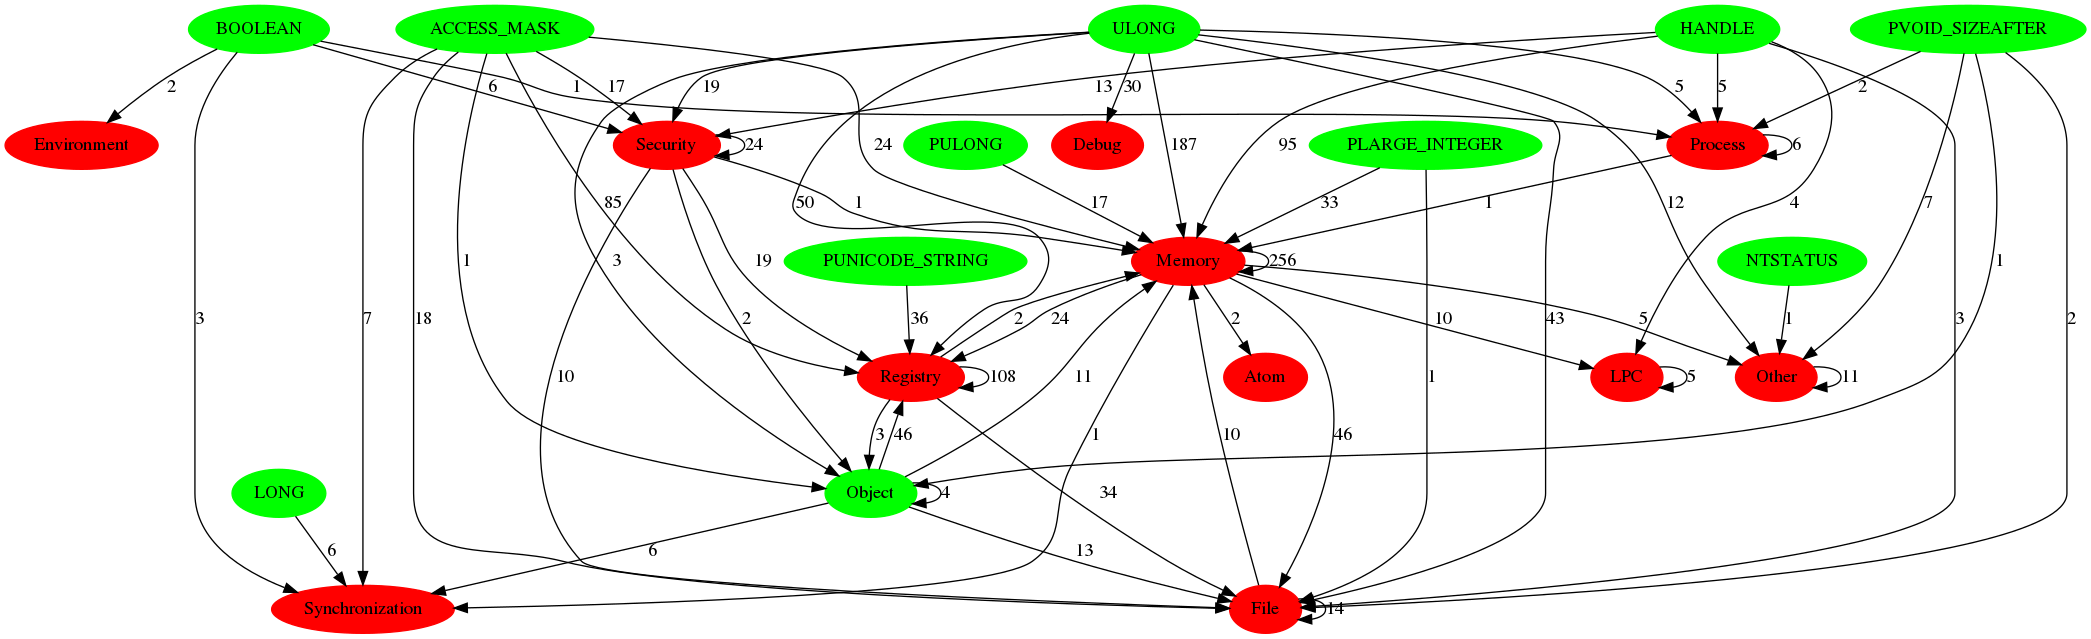 BOOLEAN ACCESS_MASK ULONG HANDLE PVOID_SIZEAFTER
2 6 1 17 19 13 30 5 5 2
Environment Security PULONG Debug PLARGE_INTEGER Process
24 24 187 95 6
85 50 1 17 33 1 12 4 7
1 3 19 PUNICODE_STRING Memory 256 NTSTATUS 1
3 7 18 2 36 2 24 2 43 10 5 1 3 2
10 Registry 108 11 Atom 1 LPC 5 Other 11
3 46 1 10 46
LONG Object 4 34
6 6 13
Synchronization File 14